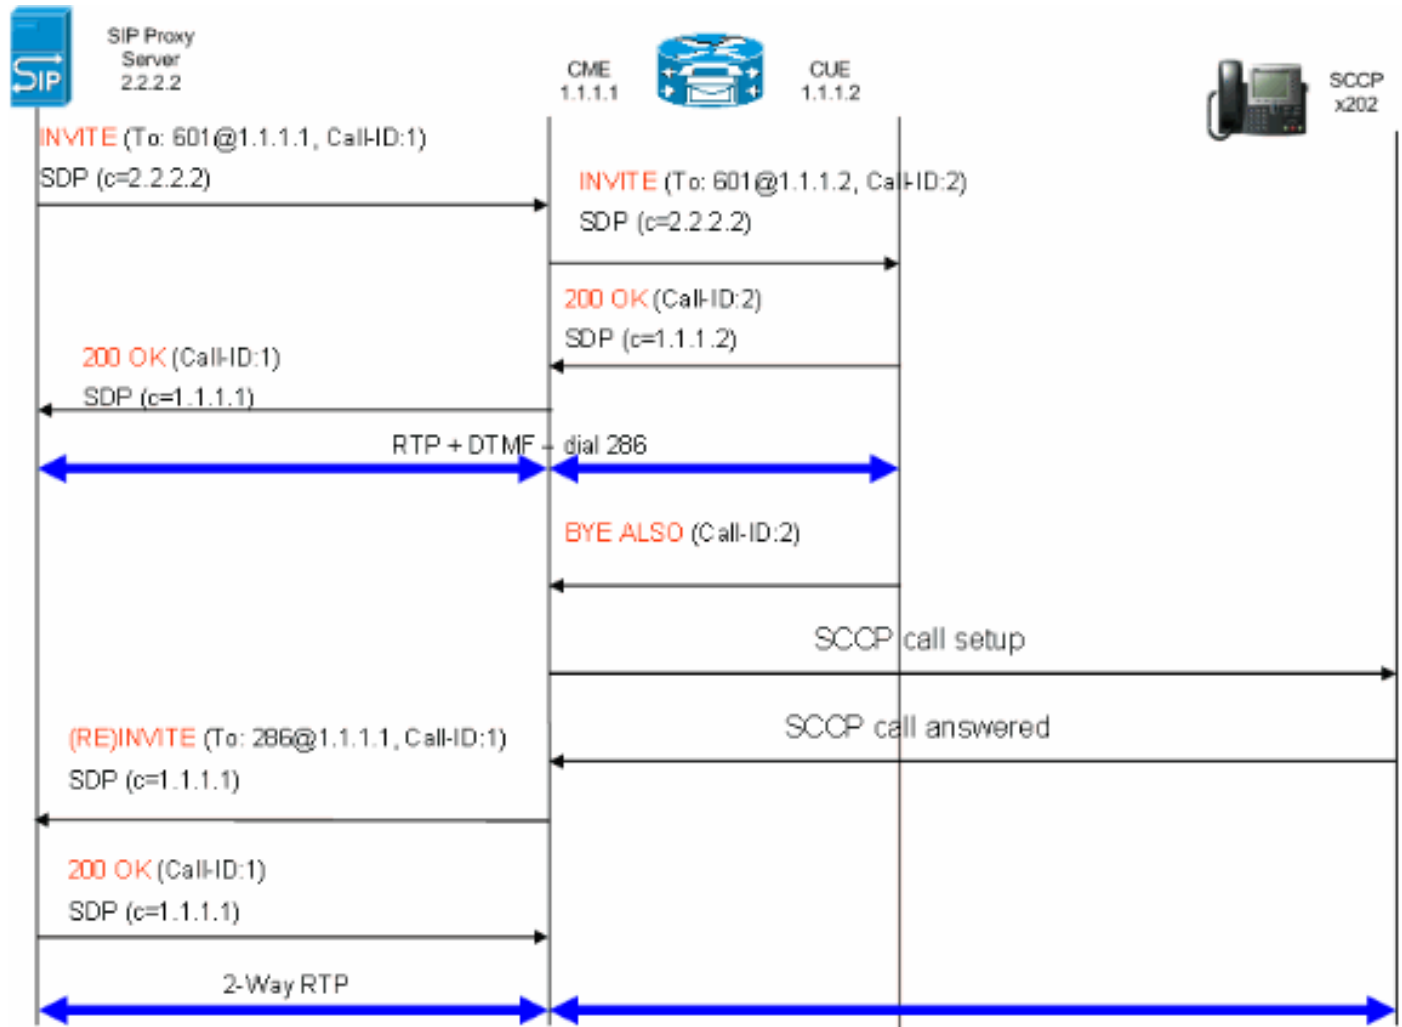 SIP Proxy
Server
2.2.2.2
SIP
CME
1.1.1.1
CUE
1.1.1.2
SCCP
x202
INVITE (To: 601@1.1.1.1, Call-ID:1)
SDP (c=2.2.2.2)
INVITE (To: 601@1.1.1.2, Call-ID:2)
SDP (c=2.2.2.2)
200 OK (Call-ID:2)
SDP (c=1.1.1.2)
200 OK (Call-ID:1)
SDP (c=1.1.1.1)
RTP + DTMF – dial 286
BYE ALSO (Call-ID:2)
SCCP call setup
SCCP call answered
(RE)INVITE (To: 286@1.1.1.1, Call-ID:1)
SDP (c=1.1.1.1)
200 OK (Call-ID:1)
SDP (c=1.1.1.1)
2-Way RTP